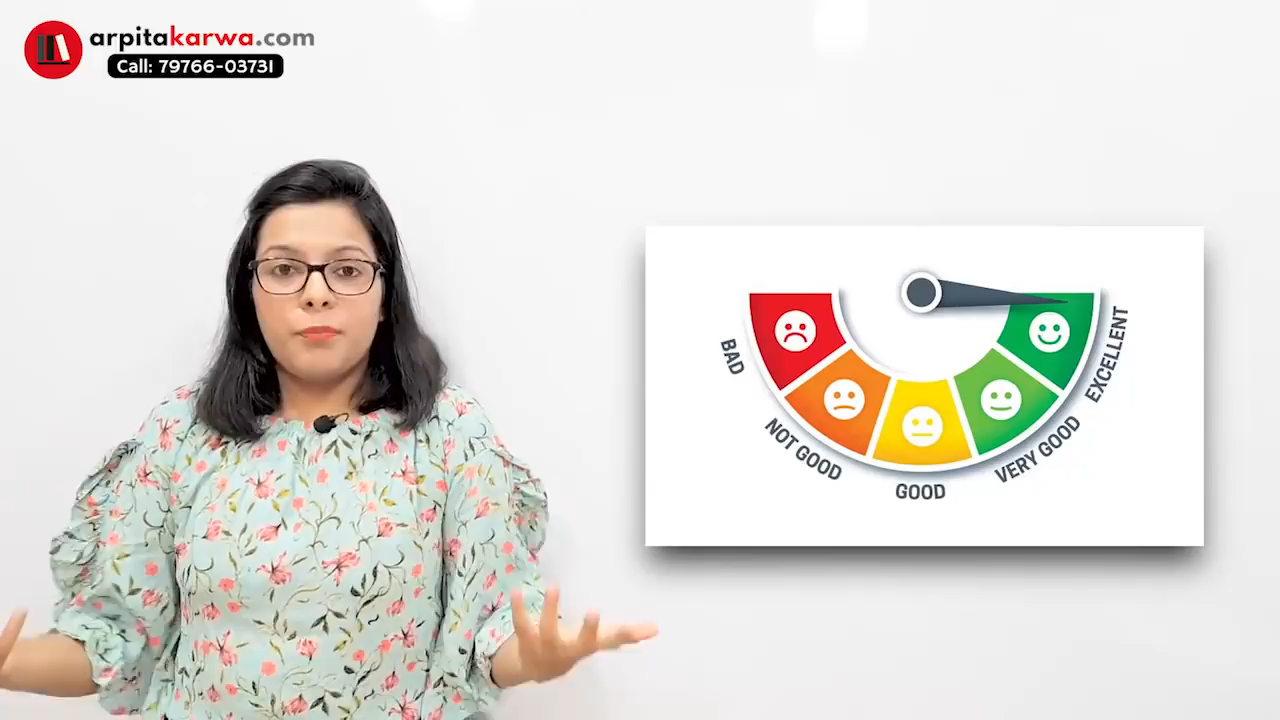 arpitakarwa.com
Call: 79766-03731
BAD
NOT GOOD
GOOD
VERY GOOD
EXCELLENT